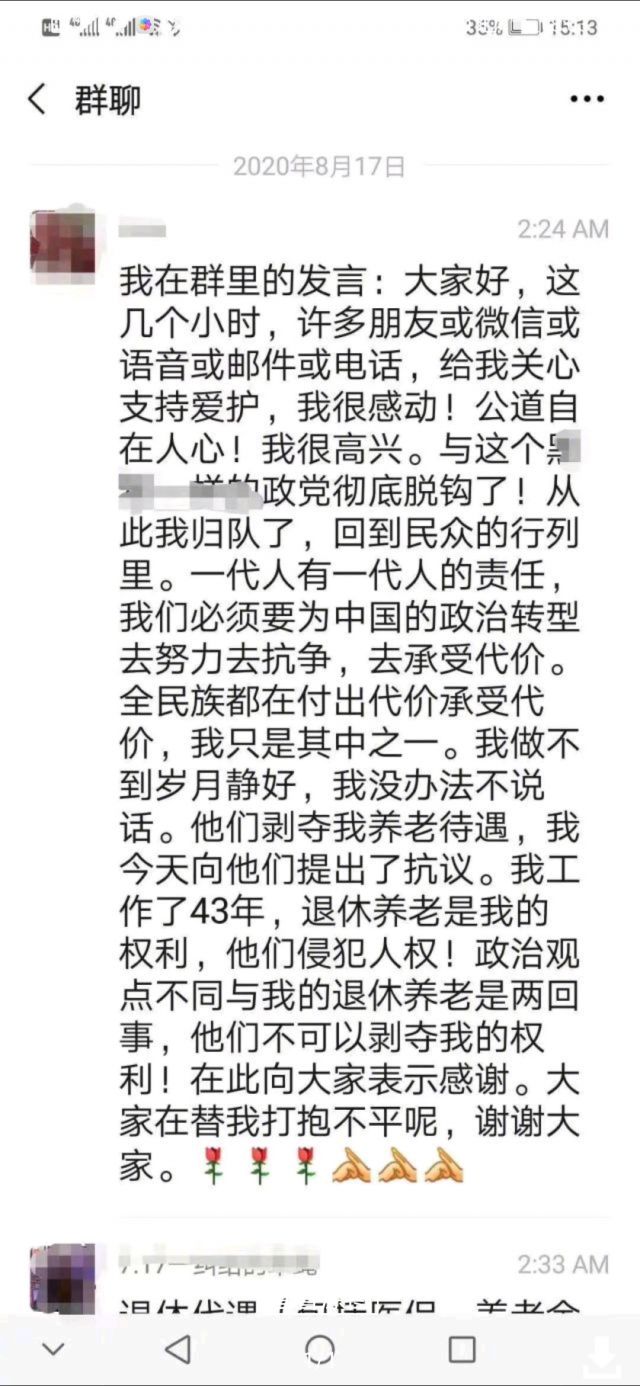 35% 15:13
群聊
2020年8月17日
2:24 AM
我在群里的发言：大家好，这
几个小时，许多朋友或微信或
语音或邮件或电话，给我关心
支持爱护，我很感动！公道自
在人心！我很高兴。与这个
的政党彻底脱钩了！从
此我归队了，回到民众的行列
里。一代人有一代人的责任，
我们必须要为中国的政治转型
去努力去抗争，去承受代价。
全民族都在付出代价承受代
价，我只是其中之一。我做不
到岁月静好，我没办法不说
话。他们剥夺我养老待遇，我
今天向他们提出了抗议。我工
作了43年，退休养老是我的
权利，他们侵犯人权！政治观
点不同与我的退休养老是两回
事，他们不可以剥夺我的权
利！在此向大家表示感谢。大
家在替我打抱不平呢，谢谢大
家。🌹🌹🌹
2:33 AM